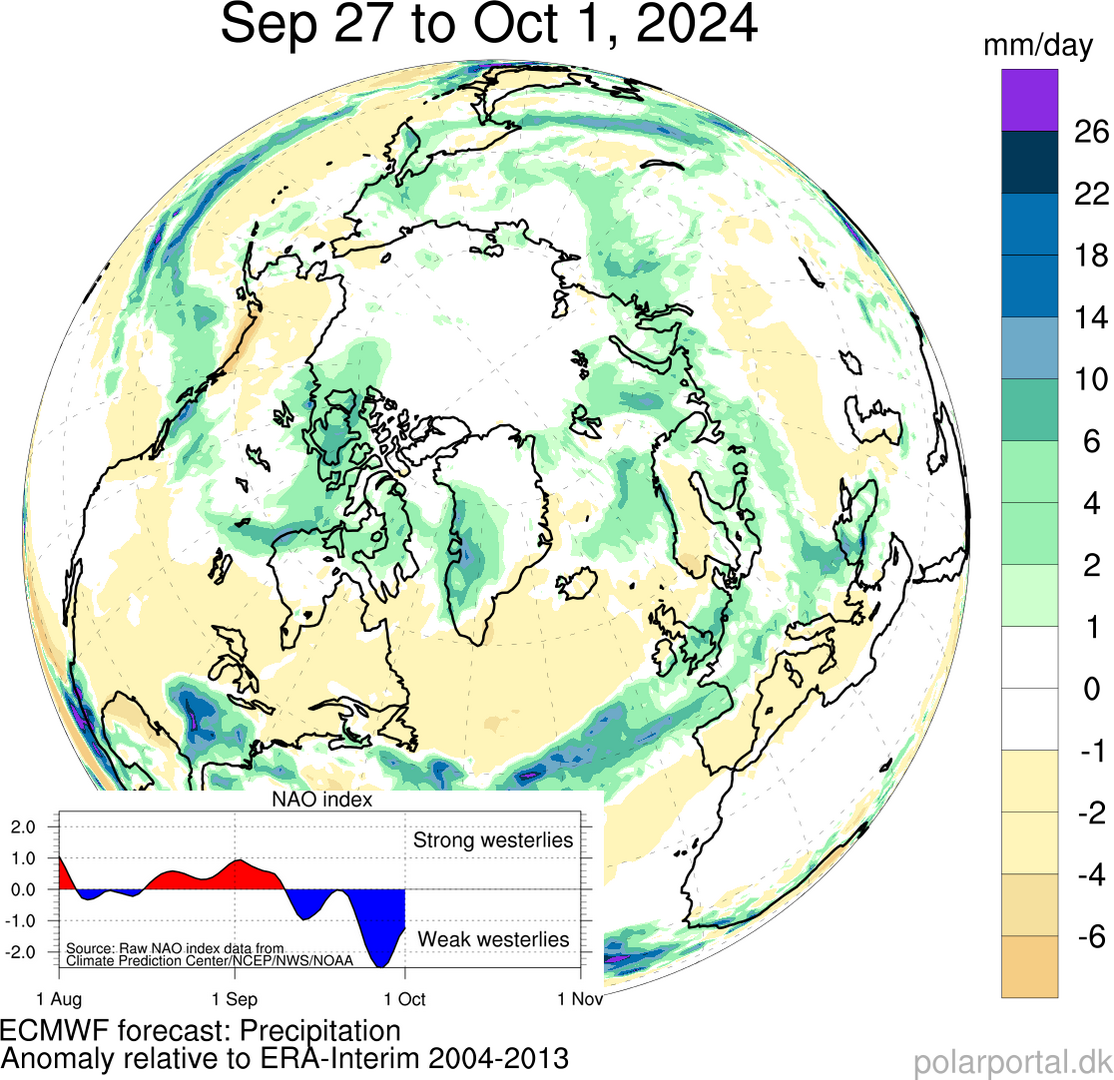 Sep 27 to Oct 1, 2024
mm/day
26
22
18
14
10
6
4
2
1
0
-1
-2
-4
-6
NAO index
2.0
1.0
0.0
-1.0
-2.0
Strong westerlies
Weak westerlies
Source: Raw NAO index data from
Climate Prediction Center/NCEP/NWS/NOAA
1 Aug 1 Sep 1 Oct 1 Nov
ECMWF forecast: Precipitation
Anomaly relative to ERA-Interim 2004-2013
polarportal.dk